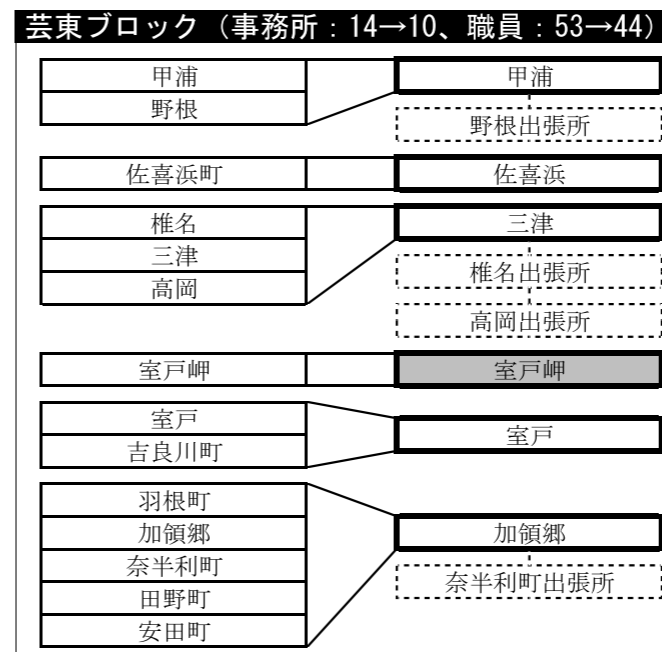 芸東ブロック（事務所：14→10、職員：53→44）
甲浦
野根
甲浦
野根出張所
佐喜浜町
佐喜浜
椎名
三津
高岡
三津
椎名出張所
高岡出張所
室戸岬
室戸岬
室戸
吉良川町
室戸
羽根町
加領郷
奈半利町
田野町
安田町
加領郷
奈半利町出張所